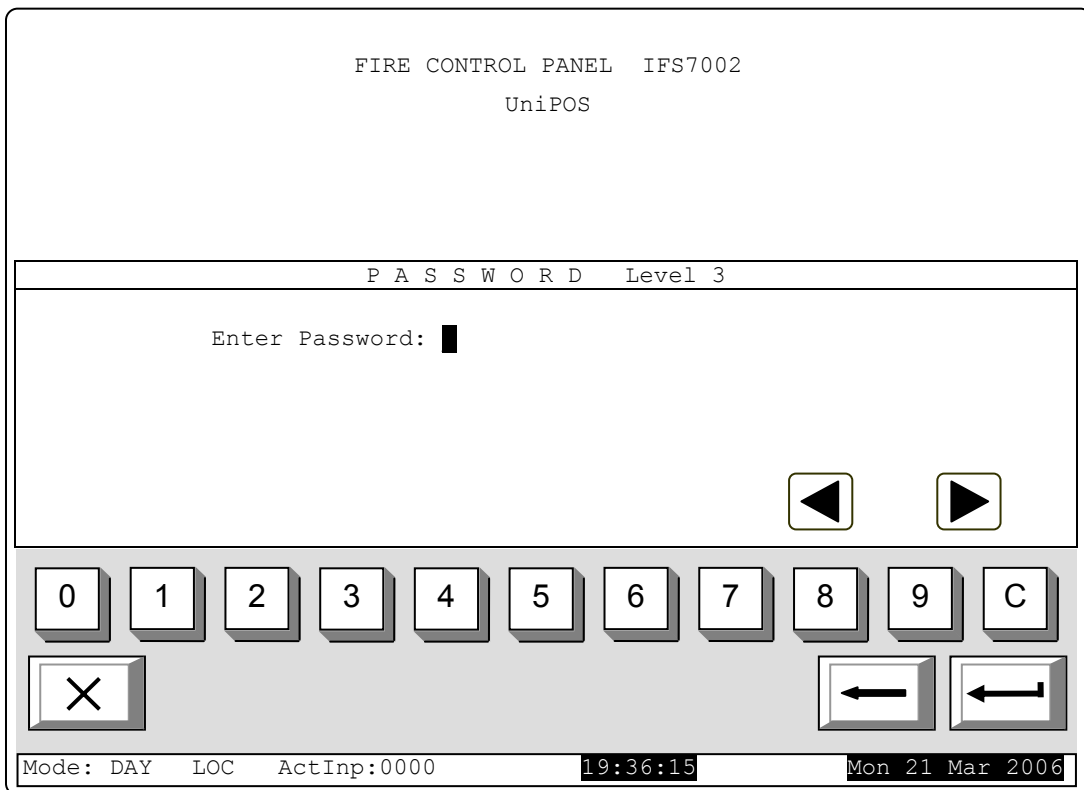 FIRE CONTROL PANEL IFS7002
UniPOS
P A S S W O R D Level 3
Enter Password:
0 1 2 3 4 5 6 7 8 9 C
Mode: DAY LOC ActInp:0000 19:36:15 Mon 21 Mar 2006